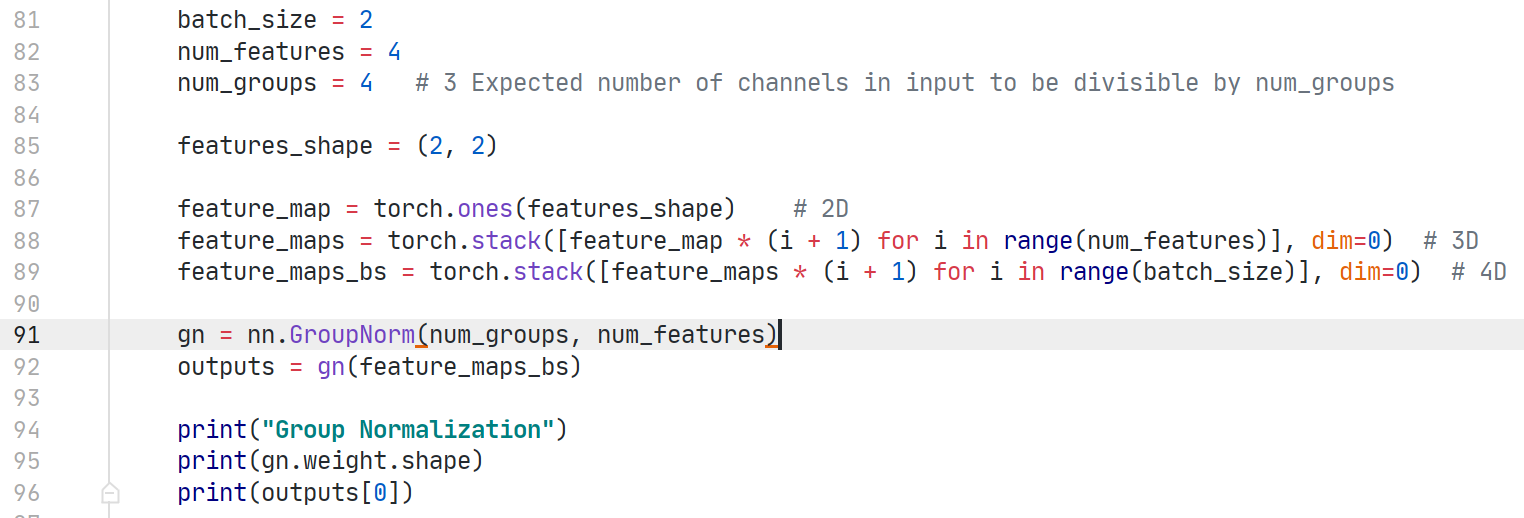 81 batch_size = 2
82 num_features = 4
83 num_groups = 4   # 3 Expected number of channels in input to be divisible by num_groups
84
85 features_shape = (2, 2)
86
87 feature_map = torch.ones(features_shape)    # 2D
88 feature_maps = torch.stack([feature_map * (i + 1) for i in range(num_features)], dim=0)  # 3D
89 feature_maps_bs = torch.stack([feature_maps * (i + 1) for i in range(batch_size)], dim=0)  # 4D
90
91 gn = nn.GroupNorm(num_groups, num_features)
92 outputs = gn(feature_maps_bs)
93
94 print("Group Normalization")
95 print(gn.weight.shape)
96 print(outputs[0])